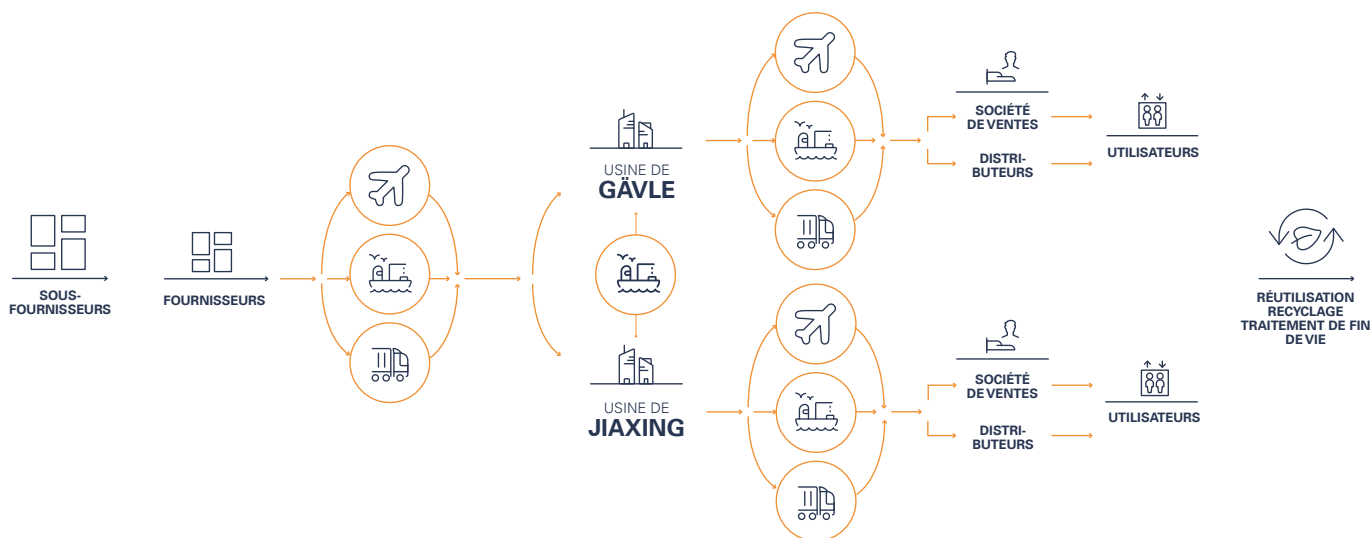 SOUS-
FOURNISSEURS
FOURNISSEURS
USINE DE
GÄVLE
USINE DE
JIAXING
SOCIÉTÉ
DE VENTES
DISTRI-
BUTEURS
UTILISATEURS
SOCIÉTÉ
DE VENTES
DISTRI-
BUTEURS
UTILISATEURS
RÉUTILISATION
RECYCLAGE
TRAITEMENT DE FIN
DE VIE